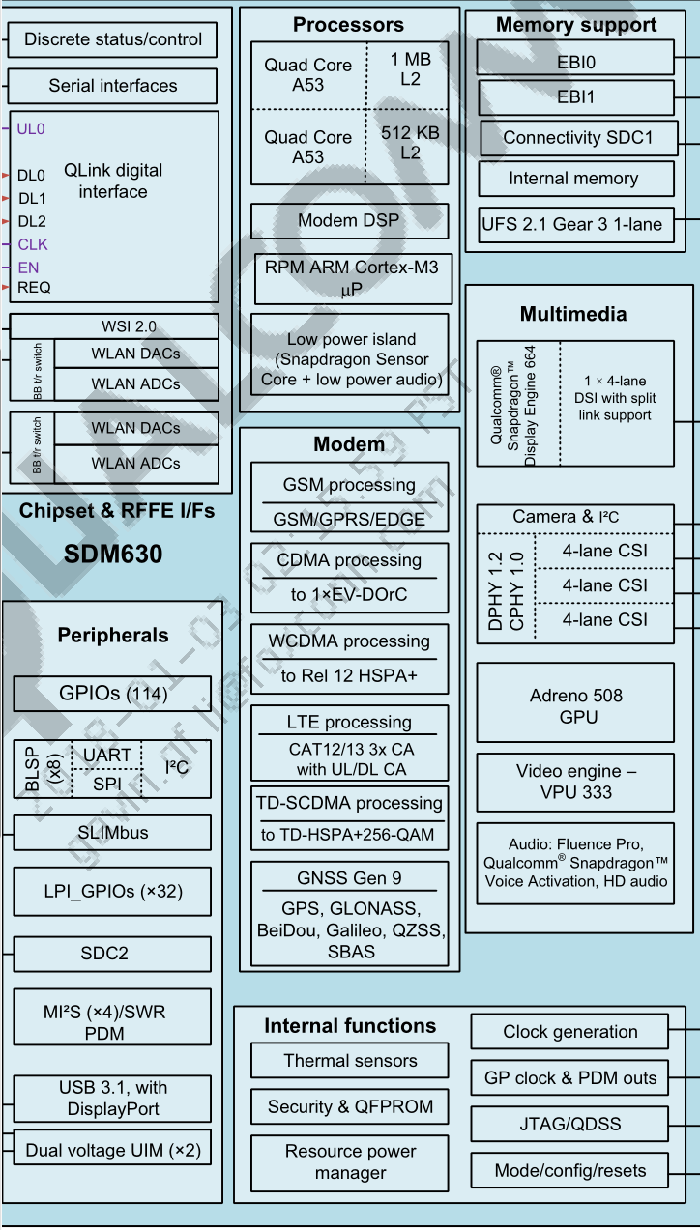 Discrete status/control
Serial interfaces
UL0
DL0
DL1
DL2
CLK
EN
REQ
QLink digital
interface
WSI 2.0
BB t/r switch
WLAN DACs
WLAN ADCs
BB t/r switch
WLAN DACs
WLAN ADCs
Chipset & RFFE I/Fs
SDM630
Peripherals
GPIOs (114)
BLSP
(x8)
UART
SPI
I²C
SLIMbus
LPI_GPIOs (×32)
SDC2
MI²S (×4)/SWR
PDM
USB 3.1, with
DisplayPort
Dual voltage UIM (×2)
Processors
Quad Core
A53
1 MB
L2
Quad Core
A53
512 KB
L2
Modem DSP
RPM ARM Cortex-M3
µP
Low power island
(Snapdragon Sensor
Core + low power audio)
Modem
GSM processing
GSM/GPRS/EDGE
CDMA processing
to 1×EV-DOrC
WCDMA processing
to Rel 12 HSPA+
LTE processing
CAT12/13 3x CA
with UL/DL CA
TD-SCDMA processing
to TD-HSPA+256-QAM
GNSS Gen 9
GPS, GLONASS,
BeiDou, Galileo, QZSS,
SBAS
Memory support
EBI0
EBI1
Connectivity SDC1
Internal memory
UFS 2.1 Gear 3 1-lane
Multimedia
Qualcomm®
Snapdragon™
Display Engine 664
1 × 4-lane
DSI with split
link support
Camera & I²C
DPHY 1.2
CPHY 1.0
4-lane CSI
4-lane CSI
4-lane CSI
Adreno 508
GPU
Video engine –
VPU 333
Audio: Fluence Pro,
Qualcomm® Snapdragon™
Voice Activation, HD audio
Internal functions
Thermal sensors
Security & QFPROM
Resource power
manager
Clock generation
GP clock & PDM outs
JTAG/QDSS
Mode/config/resets
QUALCOMM